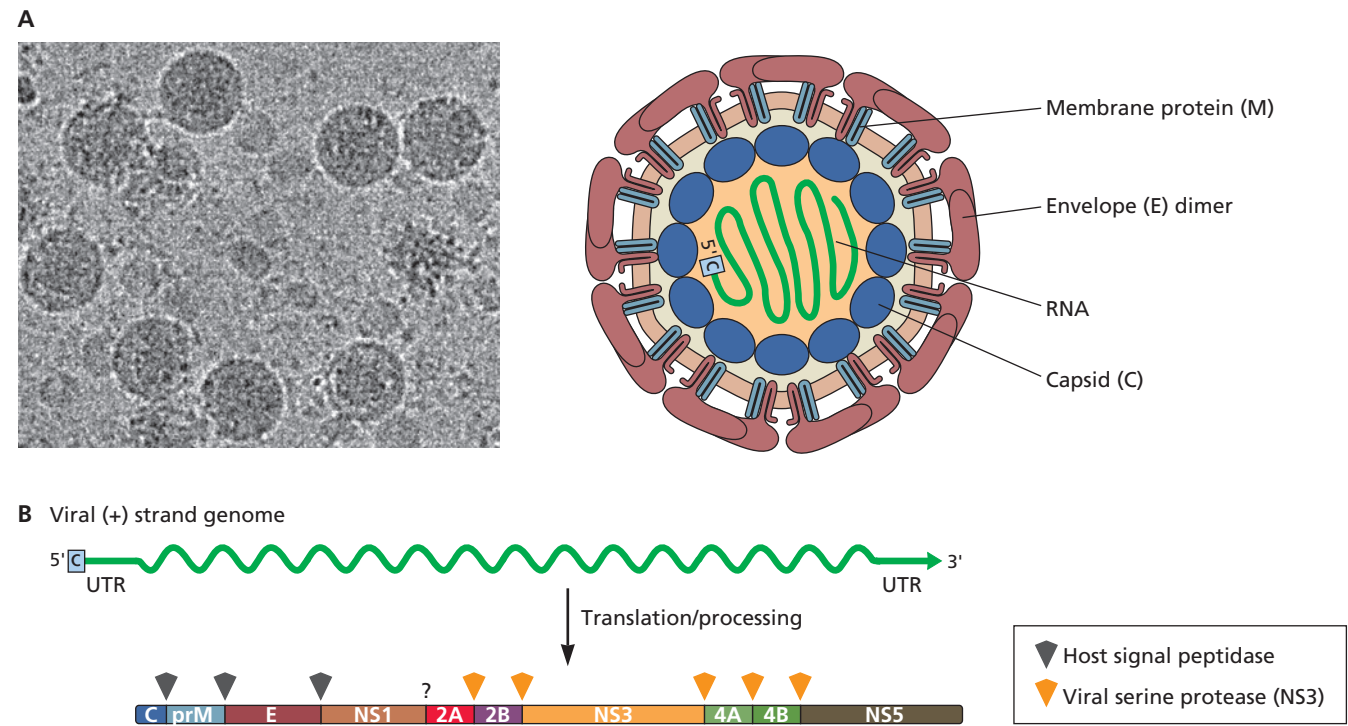 A
Membrane protein (M)
Envelope (E) dimer
RNA
Capsid (C)
5'
C
B Viral (+) strand genome
5' C
3'
UTR
UTR
Translation/processing
Host signal peptidase
Viral serine protease (NS3)
?
C prM E NS1 2A 2B NS3 4A 4B NS5